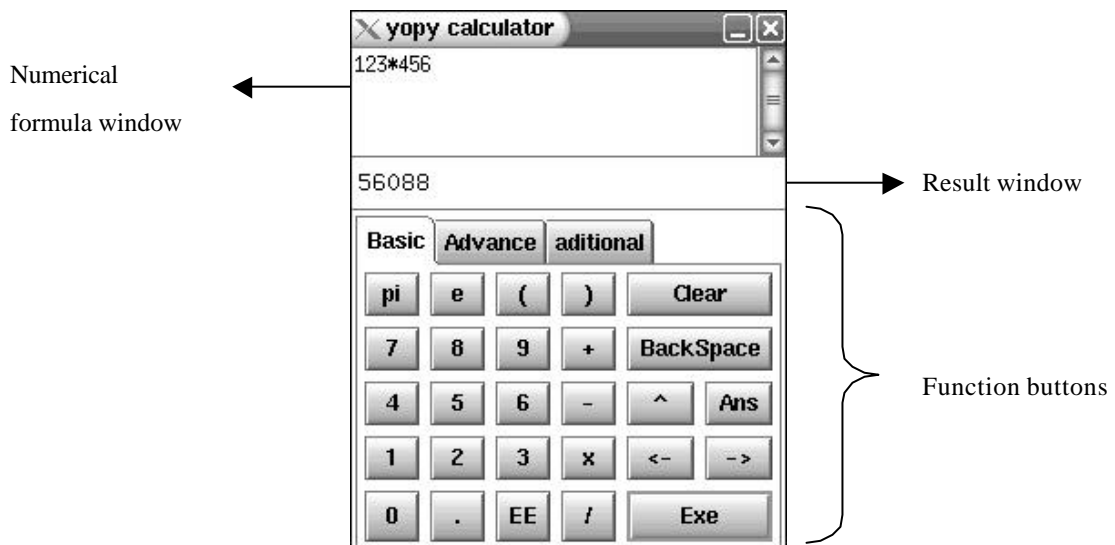 yopy calculator
123*456
Numerical
formula window
56088
Result window
Basic Advance aditional
pi e ( ) Clear
7 8 9 + BackSpace
4 5 6 - ^ Ans
Function buttons
1 2 3 x <- ->
0 . EE / Exe